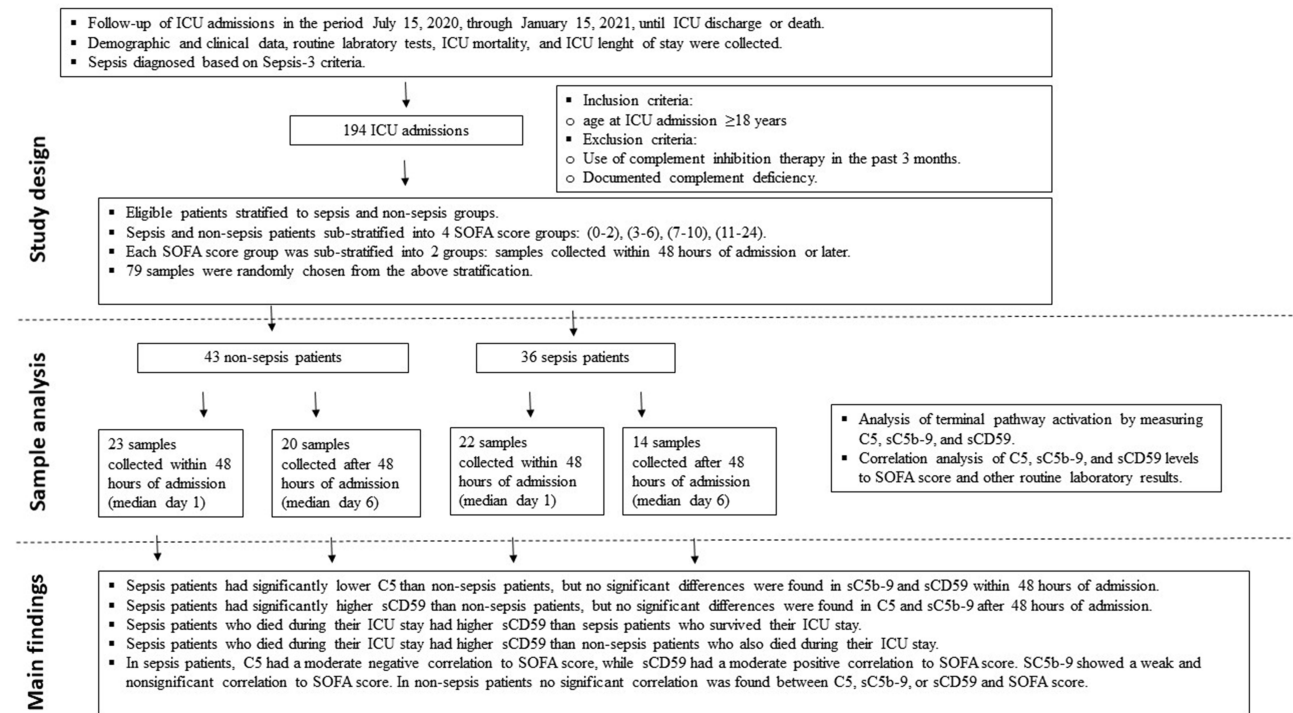 ▪ Follow-up of ICU admissions in the period July 15, 2020, through January 15, 2021, until ICU discharge or death.
▪ Demographic and clinical data, routine labratory tests, ICU mortality, and ICU lenght of stay were collected.
▪ Sepsis diagnosed based on Sepsis-3 criteria.
194 ICU admissions
▪ Inclusion criteria:
o age at ICU admission ≥18 years
▪ Exclusion criteria:
o Use of complement inhibition therapy in the past 3 months.
o Documented complement deficiency.
Study design
▪ Eligible patients stratified to sepsis and non-sepsis groups.
▪ Sepsis and non-sepsis patients sub-stratified into 4 SOFA score groups: (0-2), (3-6), (7-10), (11-24).
▪ Each SOFA score group was sub-stratified into 2 groups: samples collected within 48 hours of admission or later.
▪ 79 samples were randomly chosen from the above stratification.
Sample analysis
43 non-sepsis patients
36 sepsis patients
23 samples
collected within 48
hours of admission
(median day 1)
20 samples
collected after 48
hours of admission
(median day 6)
22 samples
collected within 48
hours of admission
(median day 1)
14 samples
collected after 48
hours of admission
(median day 6)
▪ Analysis of terminal pathway activation by measuring
C5, sC5b-9, and sCD59.
▪ Correlation analysis of C5, sC5b-9, and sCD59 levels
to SOFA score and other routine laboratory results.
Main findings
▪ Sepsis patients had significantly lower C5 than non-sepsis patients, but no significant differences were found in sC5b-9 and sCD59 within 48 hours of admission.
▪ Sepsis patients had significantly higher sCD59 than non-sepsis patients, but no significant differences were found in C5 and sC5b-9 after 48 hours of admission.
▪ Sepsis patients who died during their ICU stay had higher sCD59 than sepsis patients who survived their ICU stay.
▪ Sepsis patients who died during their ICU stay had higher sCD59 than non-sepsis patients who also died during their ICU stay.
▪ In sepsis patients, C5 had a moderate negative correlation to SOFA score, while sCD59 had a moderate positive correlation to SOFA score. SC5b-9 showed a weak and
nonsignificant correlation to SOFA score. In non-sepsis patients no significant correlation was found between C5, sC5b-9, or sCD59 and SOFA score.